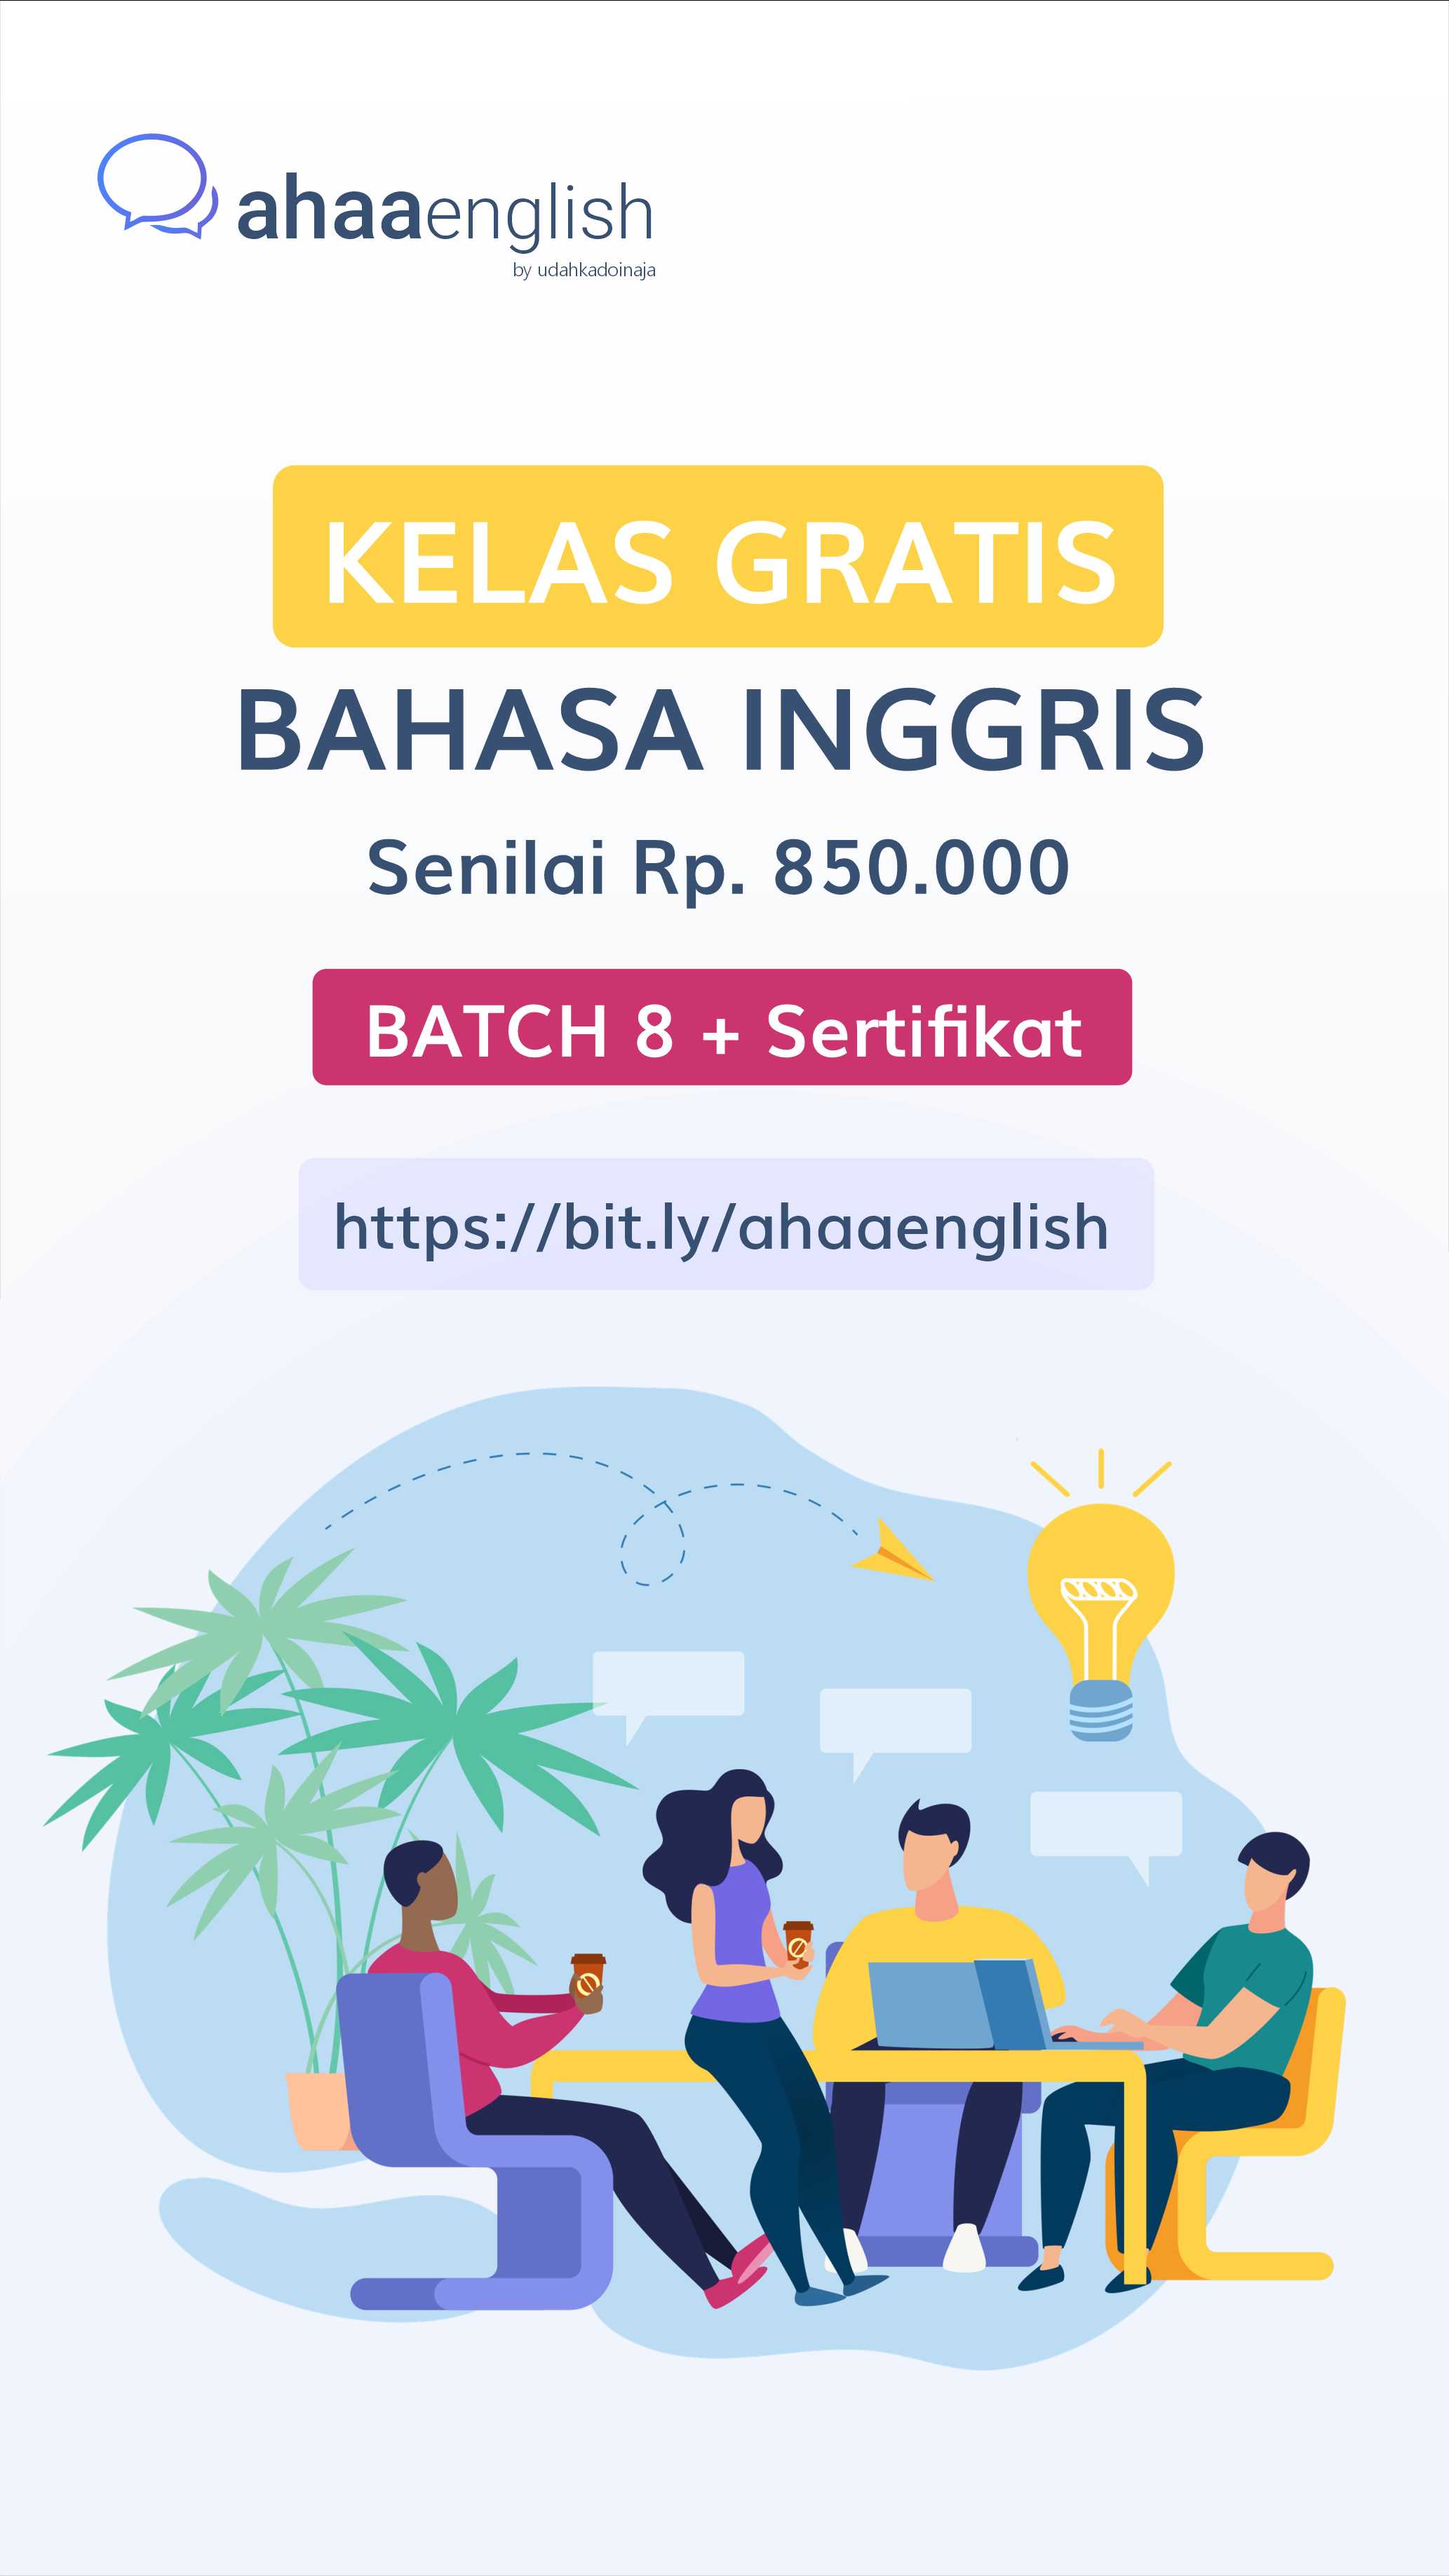 ahaaenglish
by udahkadoinaja
KELAS GRATIS
BAHASA INGGRIS
Senilai Rp. 850.000
BATCH 8 + Sertifikat
https://bit.ly/ahaaenglish